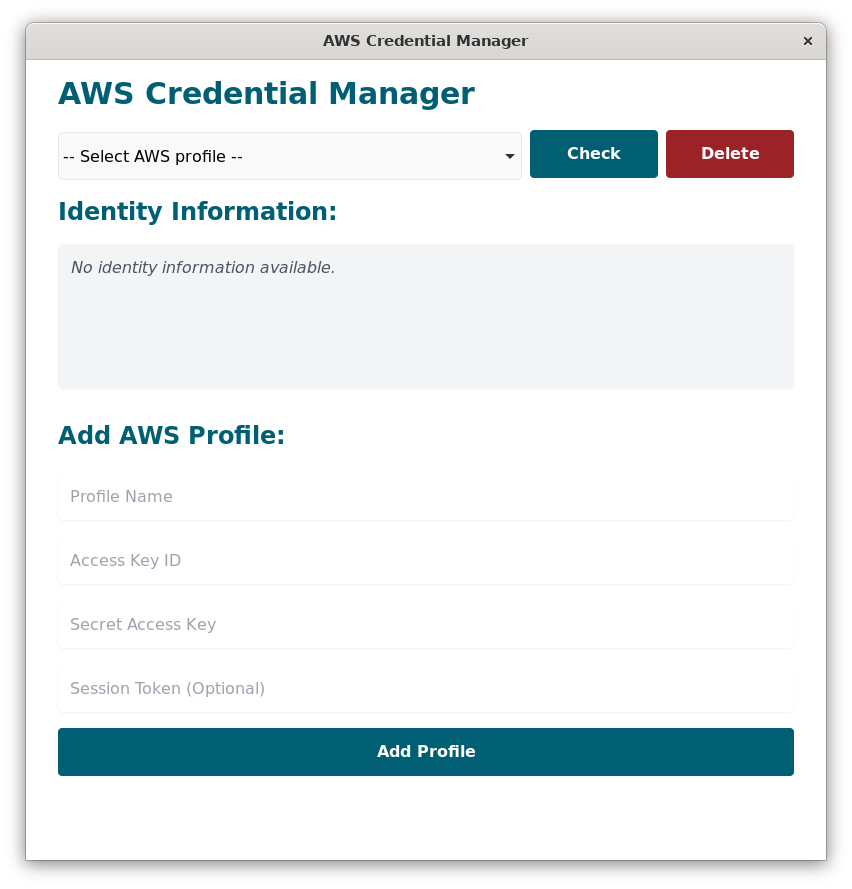 AWS Credential Manager
×
AWS Credential Manager
-- Select AWS profile --
Check
Delete
Identity Information:
No identity information available.
Add AWS Profile:
Profile Name
Access Key ID
Secret Access Key
Session Token (Optional)
Add Profile